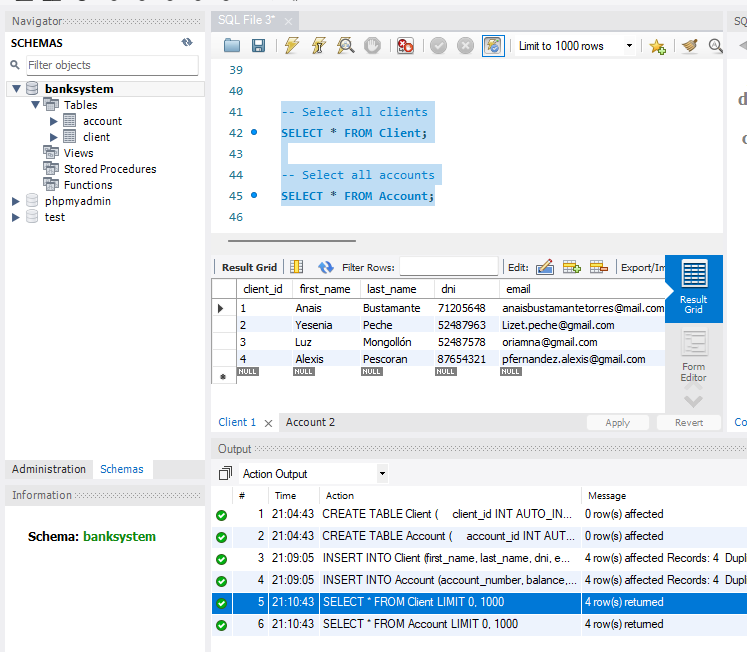 Navigator
SCHEMAS
Filter objects
banksystem
Tables
account
client
Views
Stored Procedures
Functions
phpmyadmin
test
Administration
Schemas
Information
Schema: banksystem
SQL File 3*
Limit to 1000 rows
39
40
41 -- Select all clients
42 SELECT * FROM Client;
43
44 -- Select all accounts
45 SELECT * FROM Account;
46
Result Grid
Filter Rows:
Edit:
Export/Im
client_id first_name last_name dni email
1 Anais Bustamante 71205648 anaisbustamantetorres@mail.com
2 Yesenia Peche 52487963 Lizet.peche@gmail.com
3 Luz Mongollón 52487578 oriamna@gmail.com
4 Alexis Pescoran 87654321 pfernandez.alexis@gmail.com
NULL NULL NULL NULL NULL
Result
Grid
Form
Editor
Client 1
Account 2
Apply
Revert
Output
Action Output
# Time Action Message
1 21:04:43 CREATE TABLE Client ( client_id INT AUTO_IN... 0 row(s) affected
2 21:04:43 CREATE TABLE Account ( account_id INT AUT... 0 row(s) affected
3 21:09:05 INSERT INTO Client (first_name, last_name, dni, e... 4 row(s) affected Records: 4 Dupl
4 21:09:05 INSERT INTO Account (account_number, balance,... 4 row(s) affected Records: 4 Dupl
5 21:10:43 SELECT * FROM Client LIMIT 0, 1000 4 row(s) returned
6 21:10:43 SELECT * FROM Account LIMIT 0, 1000 4 row(s) returned
SQ
d
c
Co